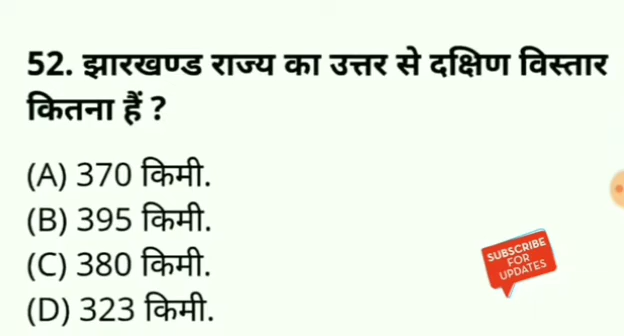 52. झारखण्ड राज्य का उत्तर से दक्षिण विस्तार
कितना हैं ?
(A) 370 किमी.
(B) 395 किमी.
(C) 380 किमी.
(D) 323 किमी.
SUBSCRIBE
FOR
UPDATES